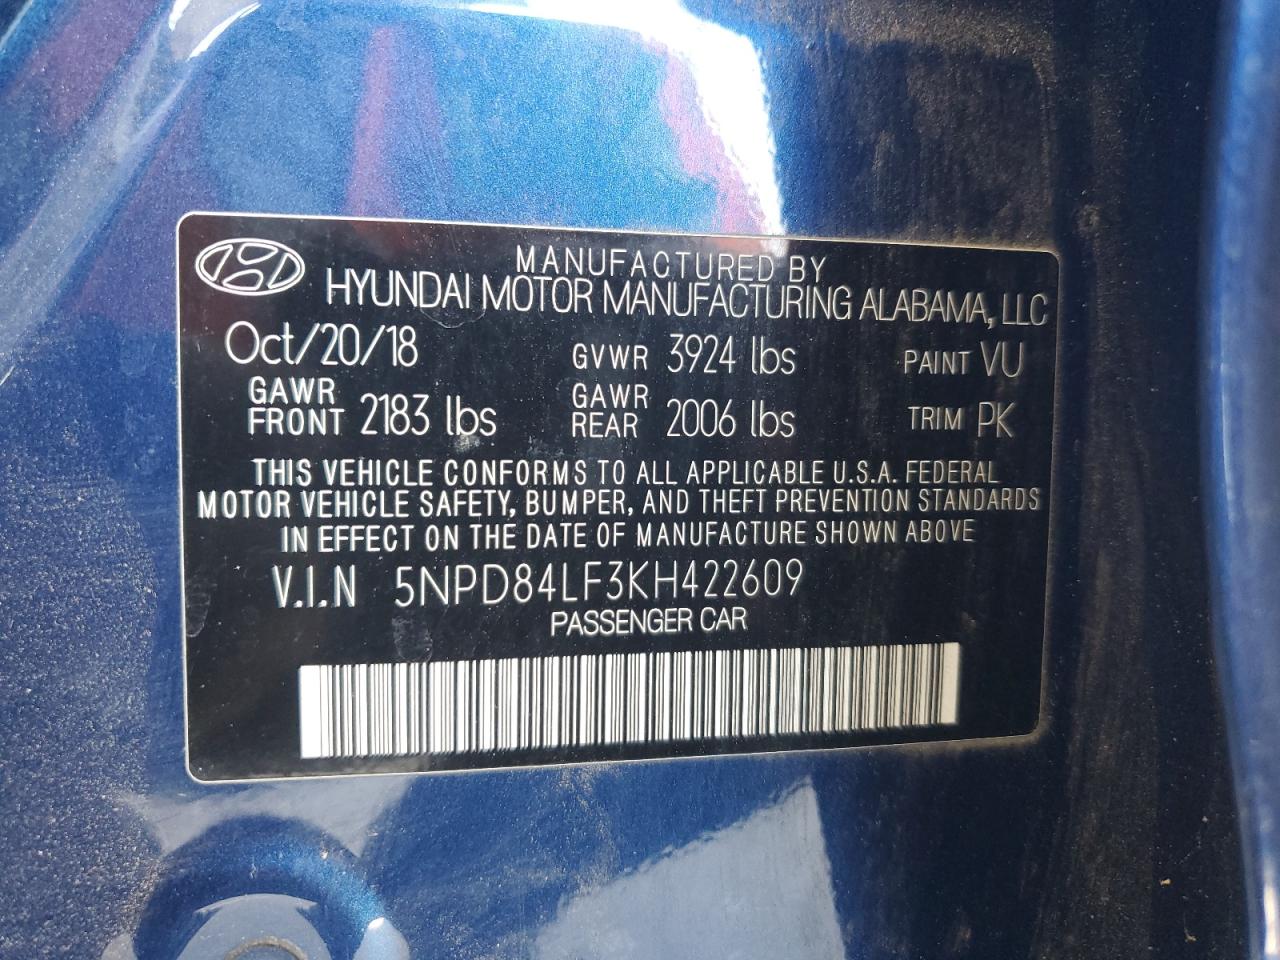 MANUFACTURED BY
HYUNDAI MOTOR MANUFACTURING ALABAMA, LLC
Oct/20/18 GVWR 3924 lbs PAINT VU
GAWR FRONT 2183 lbs GAWR REAR 2006 lbs TRIM PK
THIS VEHICLE CONFORMS TO ALL APPLICABLE U.S.A. FEDERAL
MOTOR VEHICLE SAFETY, BUMPER, AND THEFT PREVENTION STANDARDS
IN EFFECT ON THE DATE OF MANUFACTURE SHOWN ABOVE
V.I.N 5NPD84LF3KH422609
PASSENGER CAR